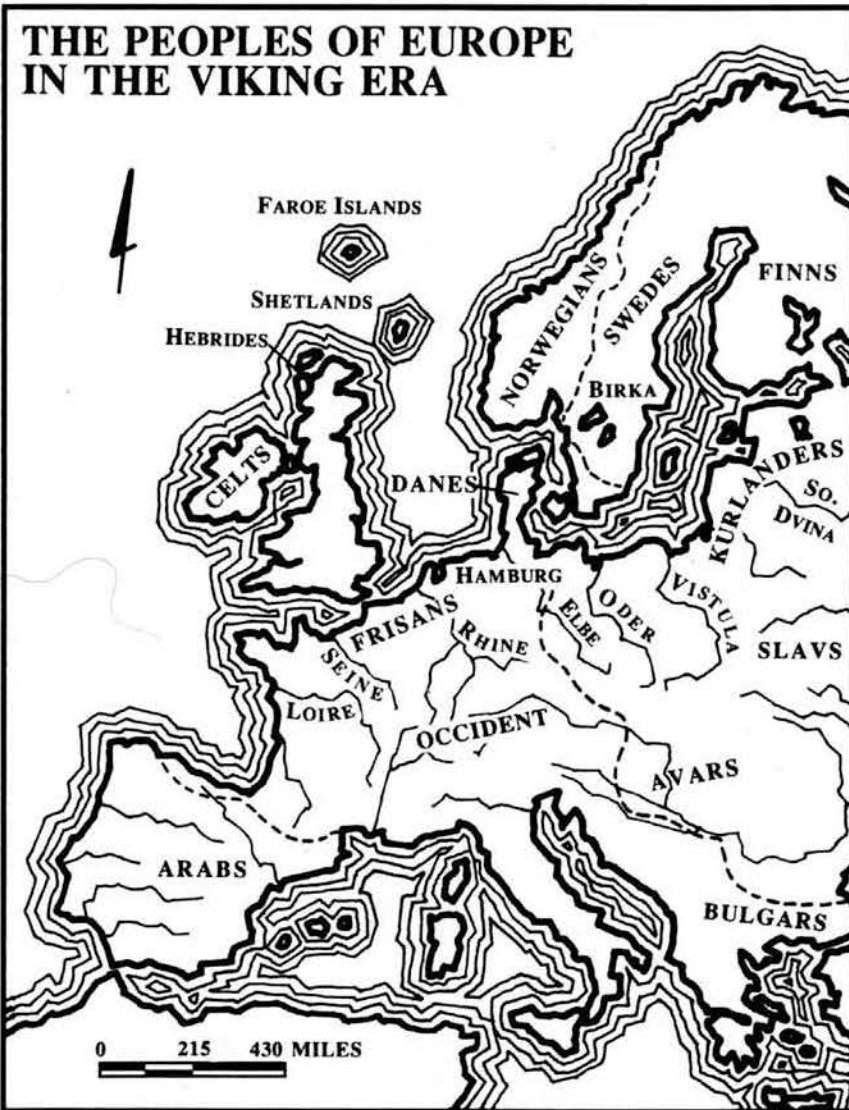 THE PEOPLES OF EUROPE
IN THE VIKING ERA
FAROE ISLANDS
SHETLANDS
HEBRIDES
NORWEGIANS
SWEDES
FINNS
BIRKA
CELTS
DANES
KURLANDERS
SO.
DVINA
HAMBURG
FRISANS
SEINE
RHINE
ELBE
ODER
VISTULA
SLAVS
LOIRE
OCCIDENT
AVARS
ARABS
BULGARS
0 215 430 MILES